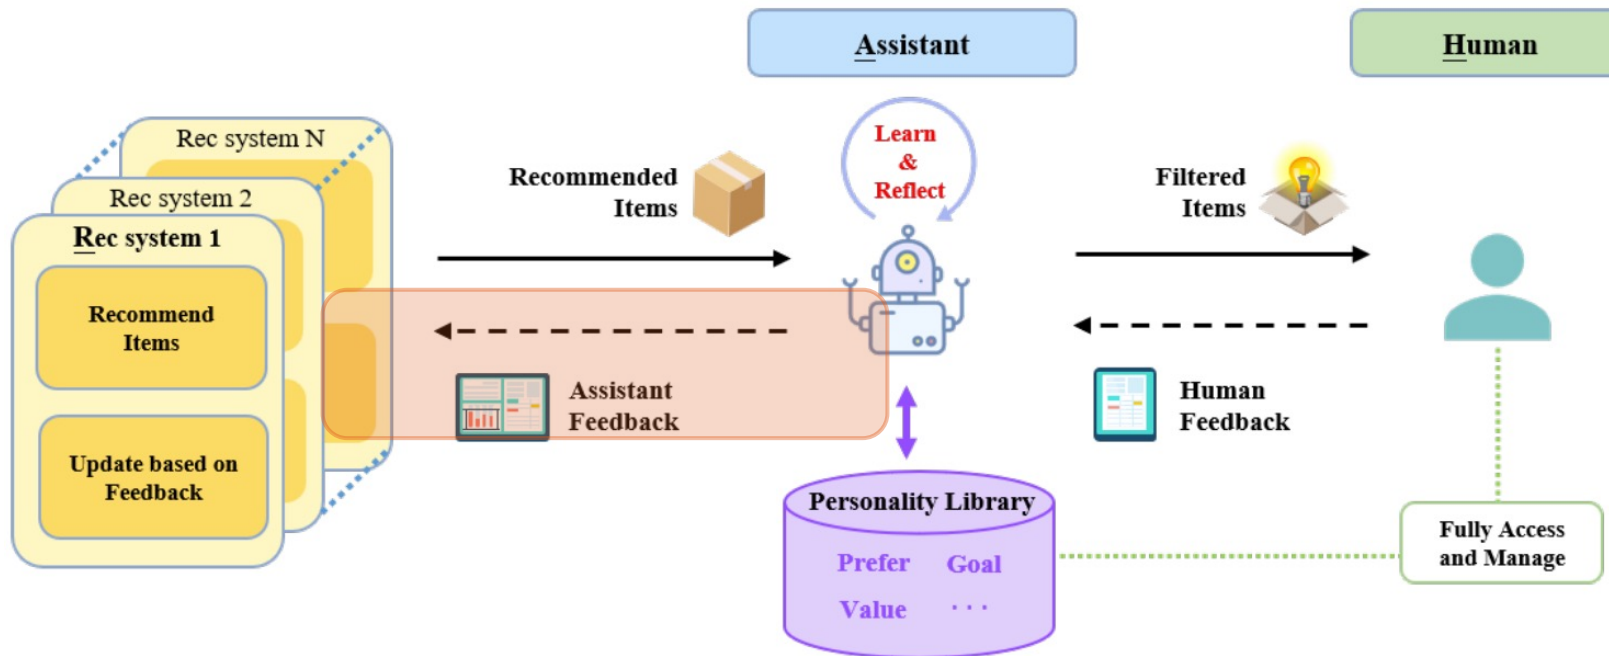 Assistant
Human
Rec system N
Rec system 2
Rec system 1
Recommend
Items
Update based on
Feedback
Recommended
Items
Learn
&
Reflect
Filtered
Items
Assistant
Feedback
Human
Feedback
Personality Library
Prefer Goal
Value ...
Fully Access
and Manage